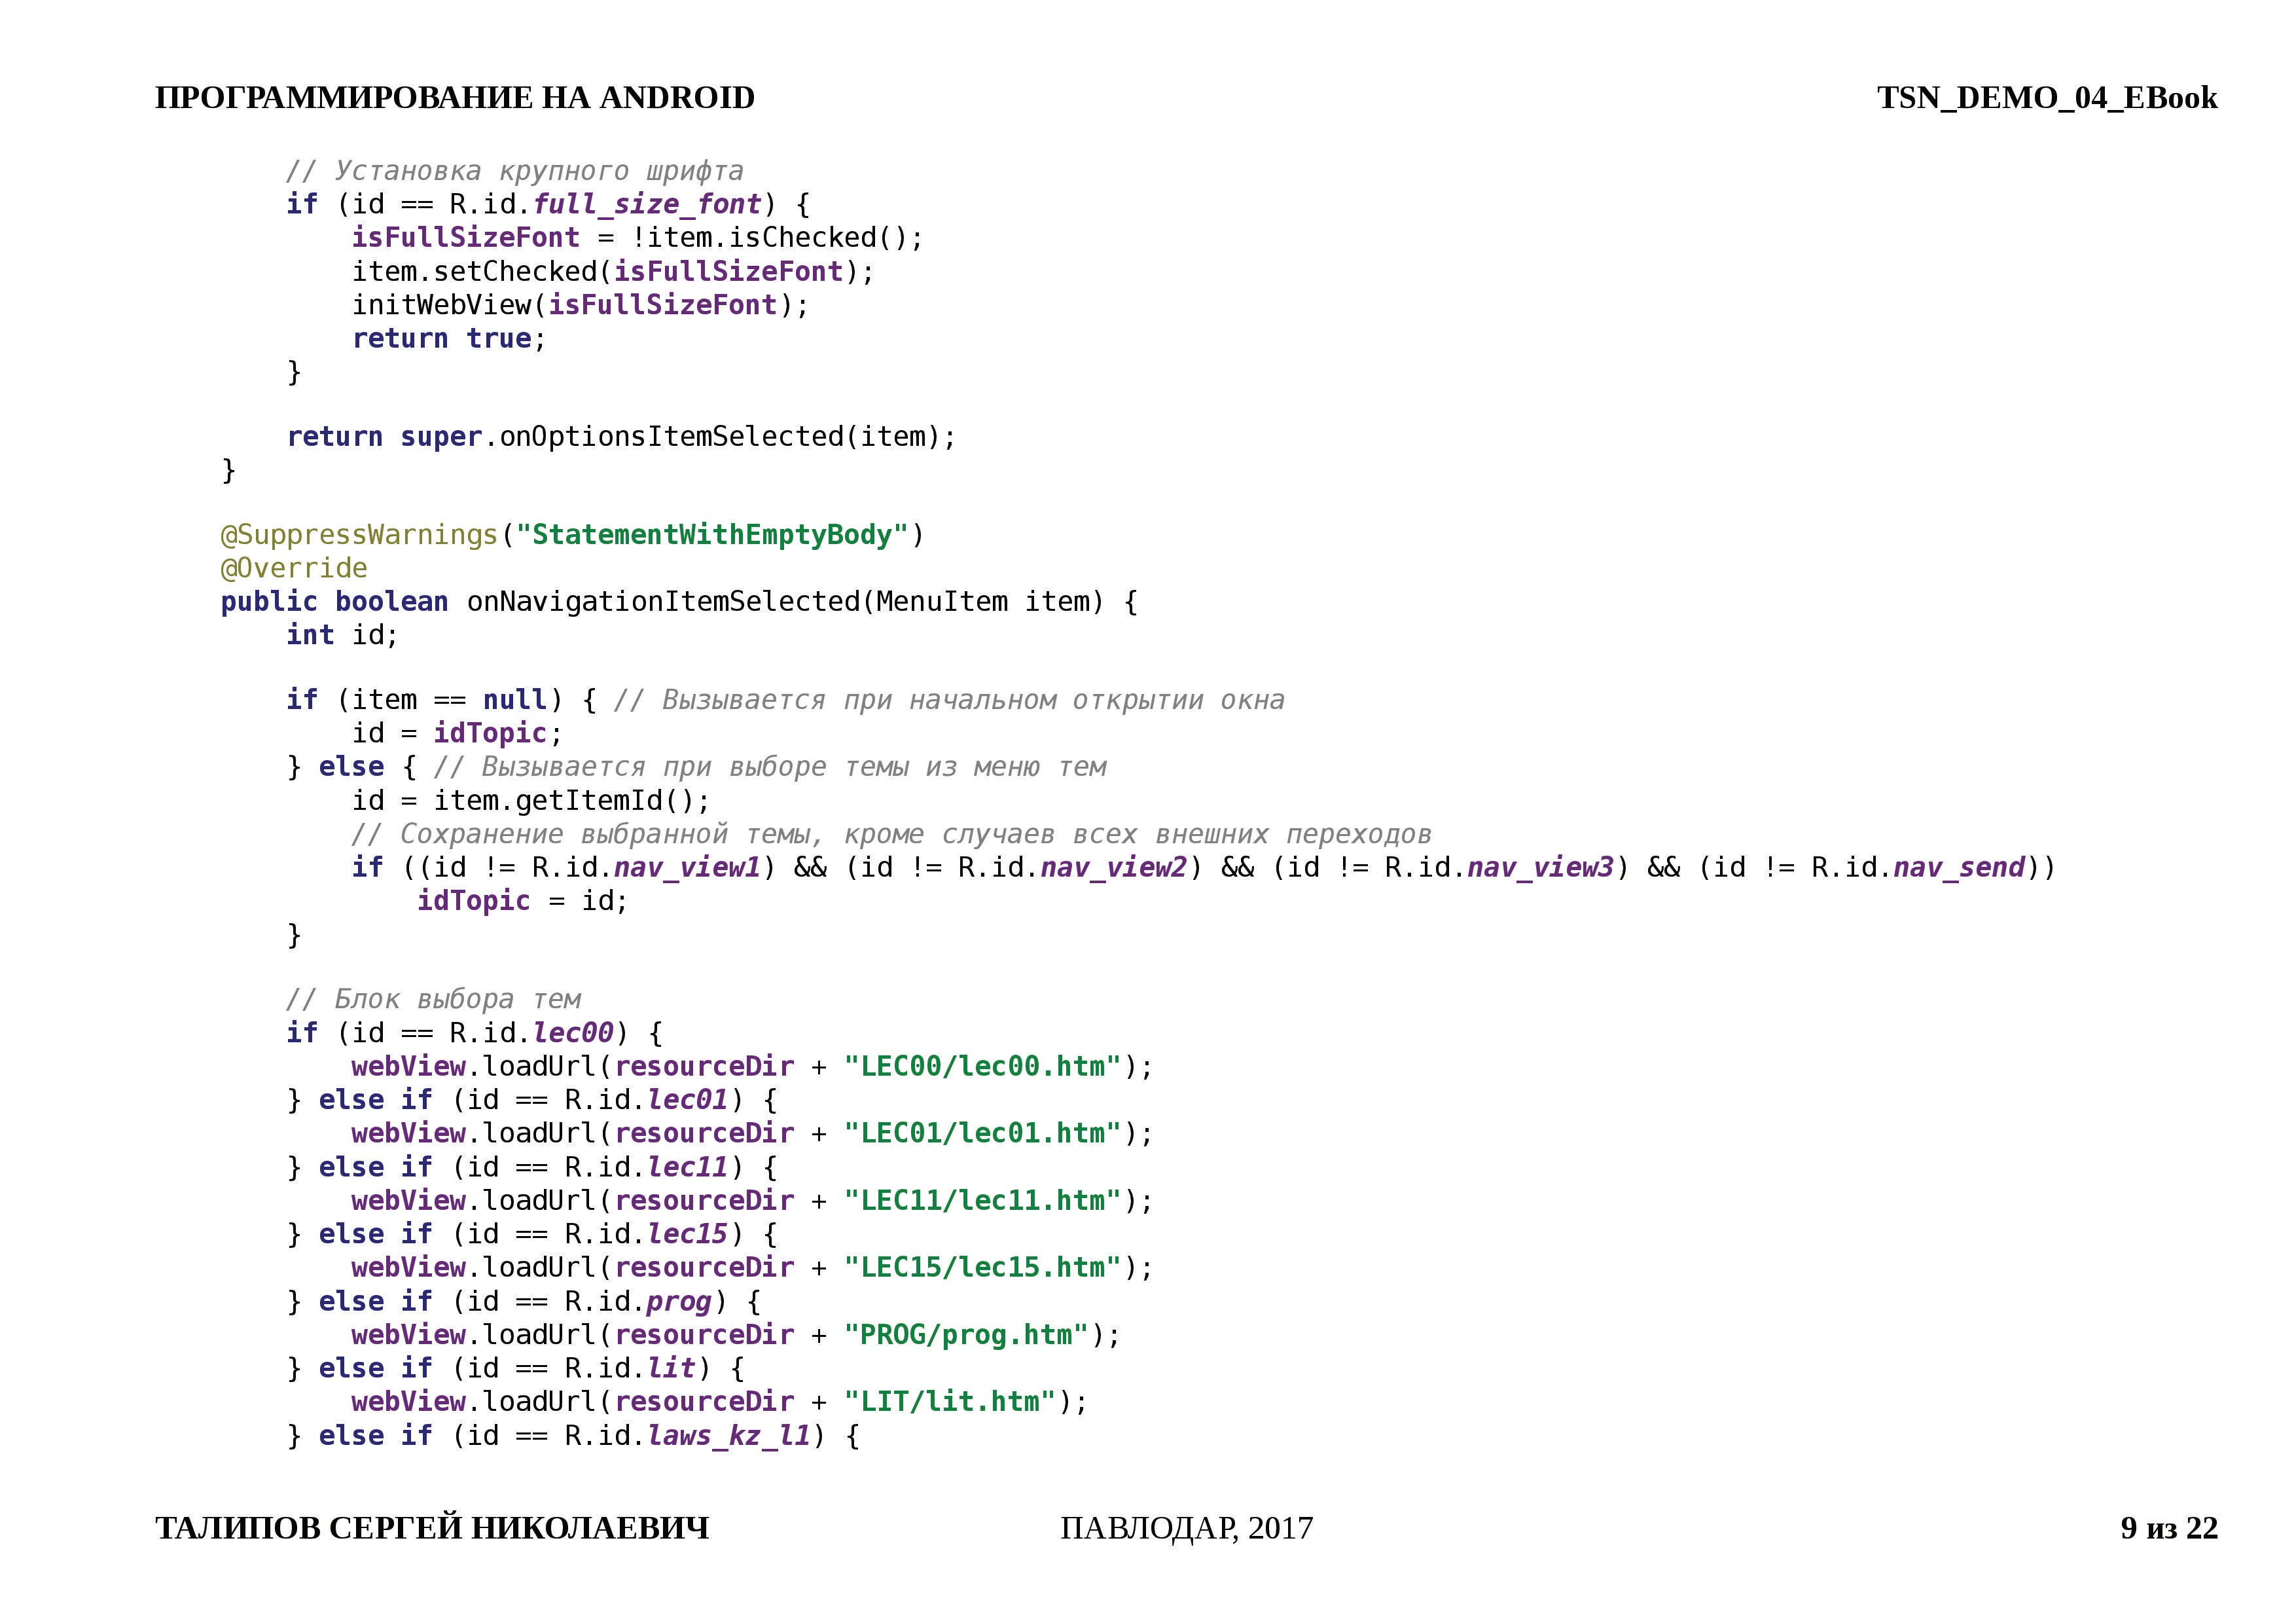 ПРОГРАММИРОВАНИЕ НА ANDROID TSN_DEMO_04_EBook
// Установка крупного шрифта
if (id == R.id.full_size_font) {
isFullSizeFont = !item.isChecked();
item.setChecked(isFullSizeFont);
initWebView(isFullSizeFont);
return true;
}
return super.onOptionsItemSelected(item);
}
@SuppressWarnings("StatementWithEmptyBody")
@Override
public boolean onNavigationItemSelected(MenuItem item) {
int id;
if (item == null) { // Вызывается при начальном открытии окна
id = idTopic;
} else { // Вызывается при выборе темы из меню тем
id = item.getItemId();
// Сохранение выбранной темы, кроме случаев всех внешних переходов
if ((id != R.id.nav_view1) && (id != R.id.nav_view2) && (id != R.id.nav_view3) && (id != R.id.nav_send))
idTopic = id;
}
// Блок выбора тем
if (id == R.id.lec00) {
webView.loadUrl(resourceDir + "LEC00/lec00.htm");
} else if (id == R.id.lec01) {
webView.loadUrl(resourceDir + "LEC01/lec01.htm");
} else if (id == R.id.lec11) {
webView.loadUrl(resourceDir + "LEC11/lec11.htm");
} else if (id == R.id.lec15) {
webView.loadUrl(resourceDir + "LEC15/lec15.htm");
} else if (id == R.id.prog) {
webView.loadUrl(resourceDir + "PROG/prog.htm");
} else if (id == R.id.lit) {
webView.loadUrl(resourceDir + "LIT/lit.htm");
} else if (id == R.id.laws_kz_l1) {
ТАЛИПОВ СЕРГЕЙ НИКОЛАЕВИЧ ПАВЛОДАР, 2017 9 из 22